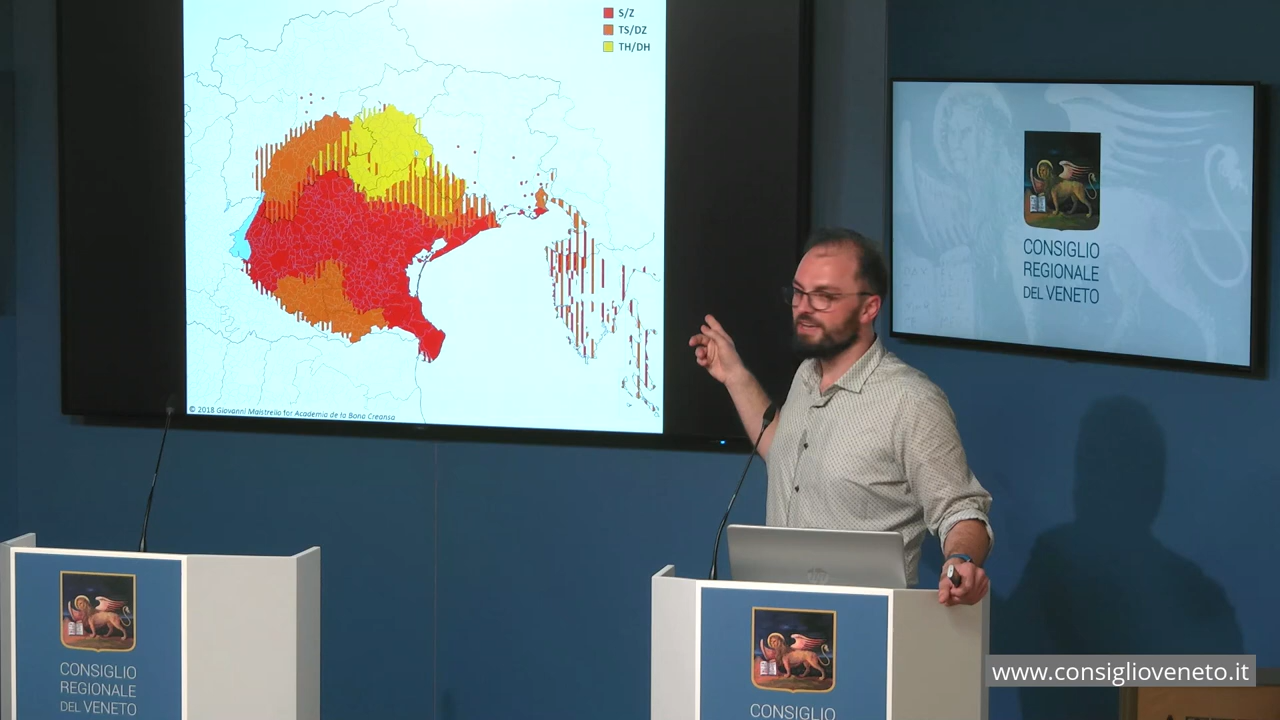 S/Z
TS/DZ
TH/DH
© 2018 Giovanni Maistrello for Academia de la Bona Creansa
CONSIGLIO
REGIONALE
DEL VENETO
CONSIGLIO
REGIONALE
DEL VENETO
CONSIGLIO
www.consiglioveneto.it